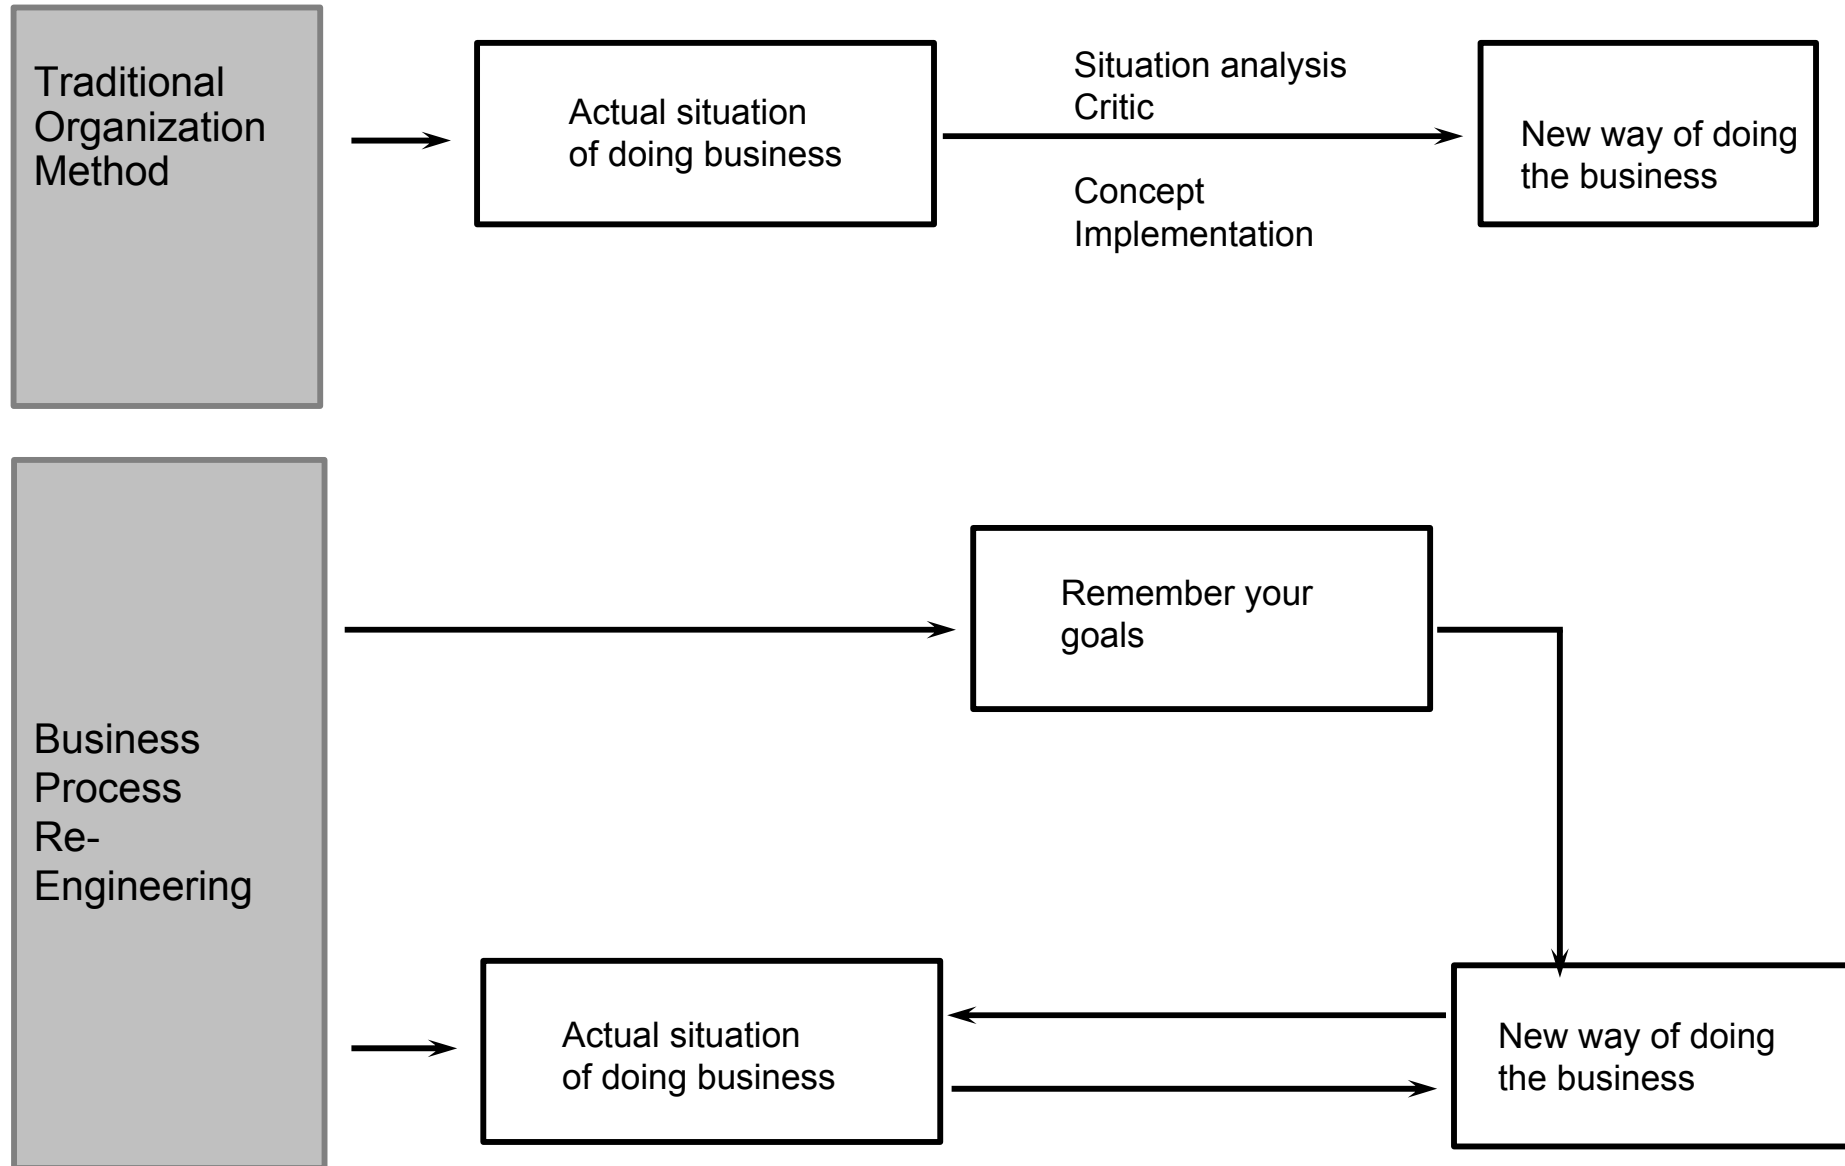 Traditional
Organization
Method
Actual situation
of doing business
Situation analysis
Critic
Concept
Implementation
New way of doing
the business
Business
Process
Re-
Engineering
Remember your
goals
Actual situation
of doing business
New way of doing
the business